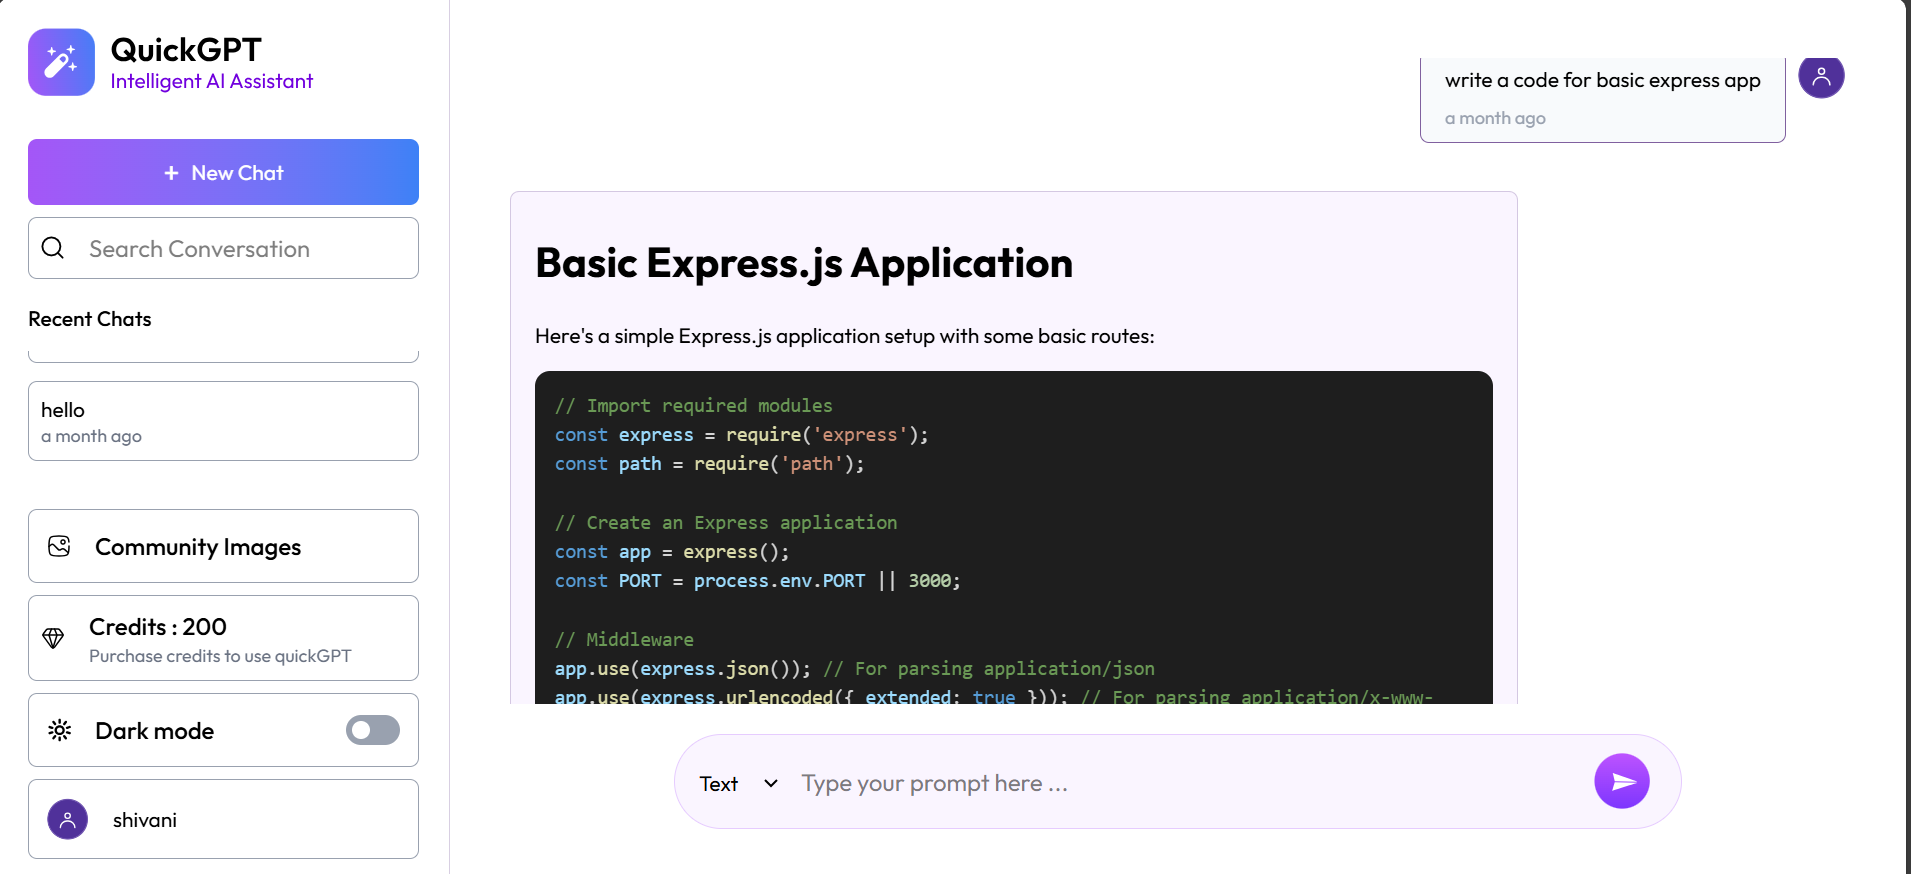 QuickGPT
Intelligent AI Assistant
+ New Chat
Search Conversation
Recent Chats
hello
a month ago
Community Images
Credits : 200
Purchase credits to use quickGPT
Dark mode
shivani
write a code for basic express app
a month ago
Basic Express.js Application
Here's a simple Express.js application setup with some basic routes:
// Import required modules
const express = require('express');
const path = require('path');
// Create an Express application
const app = express();
const PORT = process.env.PORT || 3000;
// Middleware
app.use(express.json()); // For parsing application/json
app.use(express.urlencoded({ extended: true })); // For parsing application/x-www-
Text
Type your prompt here ...